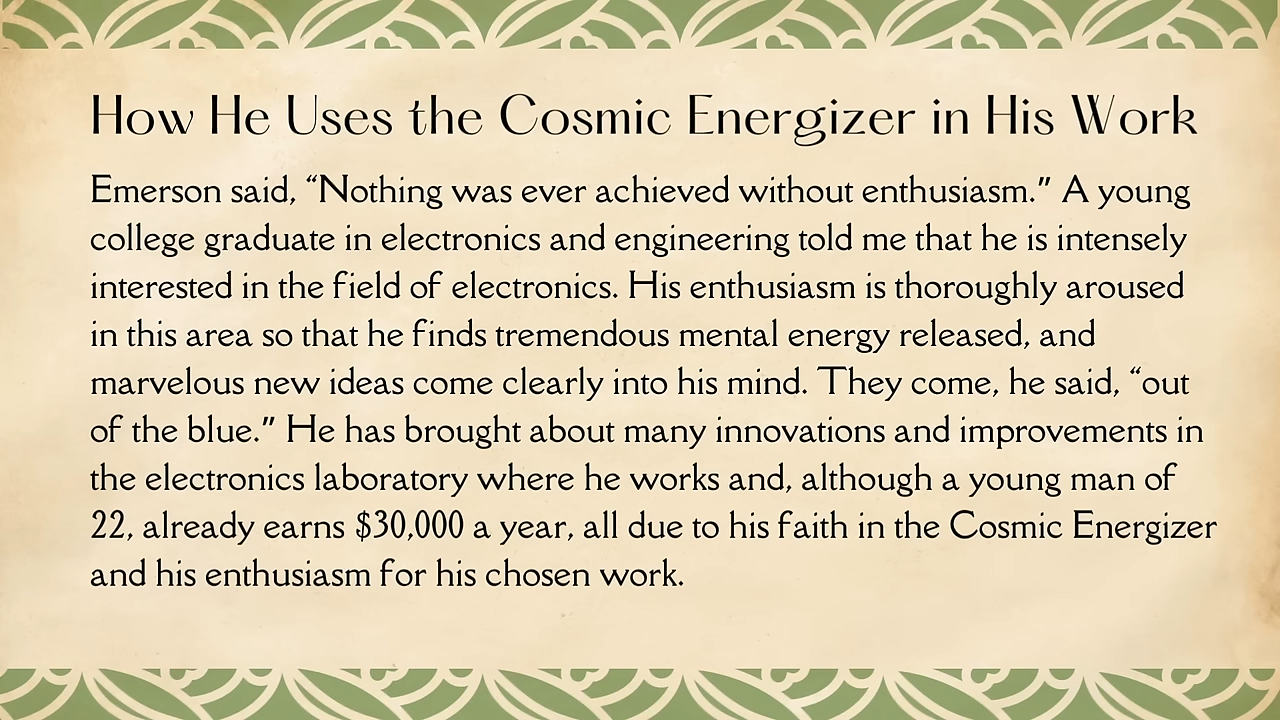 How He Uses the Cosmic Energizer in His Work
Emerson said, “Nothing was ever achieved without enthusiasm.” A young
college graduate in electronics and engineering told me that he is intensely
interested in the field of electronics. His enthusiasm is thoroughly aroused
in this area so that he finds tremendous mental energy released, and
marvelous new ideas come clearly into his mind. They come, he said, “out
of the blue.” He has brought about many innovations and improvements in
the electronics laboratory where he works and, although a young man of
22, already earns $30,000 a year, all due to his faith in the Cosmic Energizer
and his enthusiasm for his chosen work.